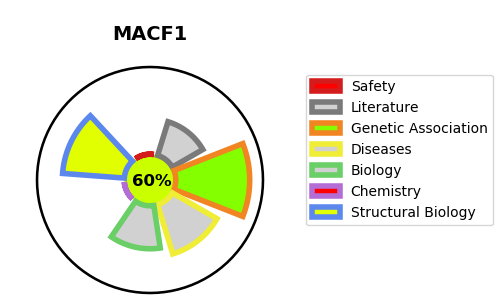 MACF1
60%
Safety
Literature
Genetic Association
Diseases
Biology
Chemistry
Structural Biology